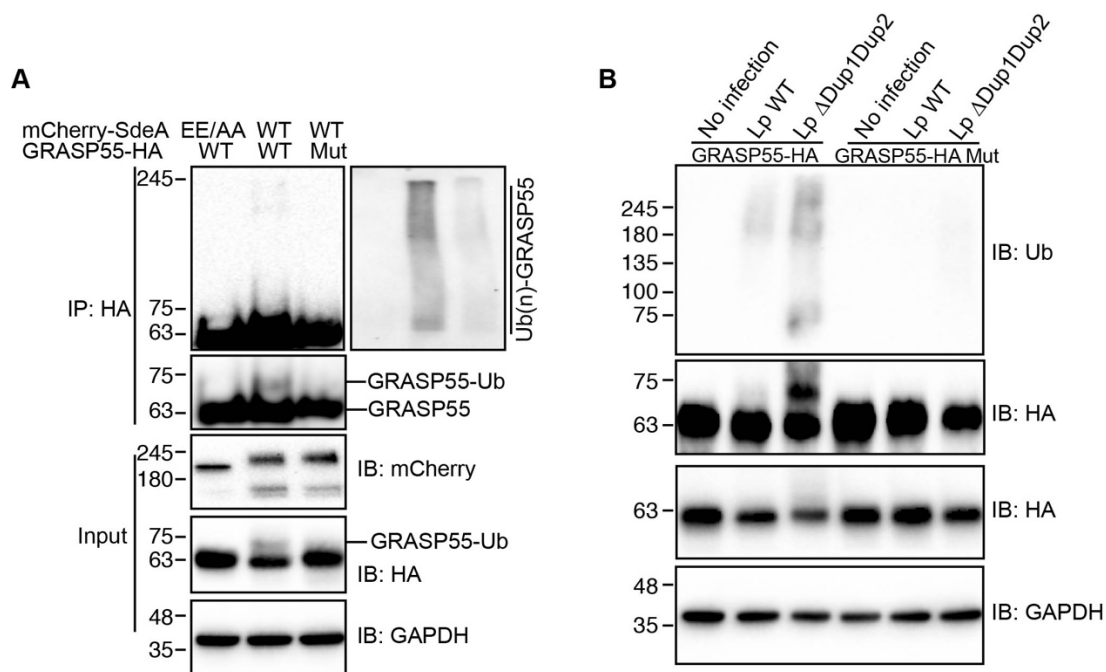 A
mCherry-SdeA EE/AA WT WT
GRASP55-HA WT WT Mut
245
75
63
IP: HA
Ub(n)-GRASP55
75
63
GRASP55-Ub
GRASP55
245
180
IB: mCherry
Input
75
63
GRASP55-Ub
IB: HA
48
35
IB: GAPDH
B
No infection
Lp WT
Lp ΔDup1Dup2
No infection
Lp WT
Lp ΔDup1Dup2
GRASP55-HA GRASP55-HA Mut
245
180
135
100
75
IB: Ub
75
63
IB: HA
63
IB: HA
48
35
IB: GAPDH